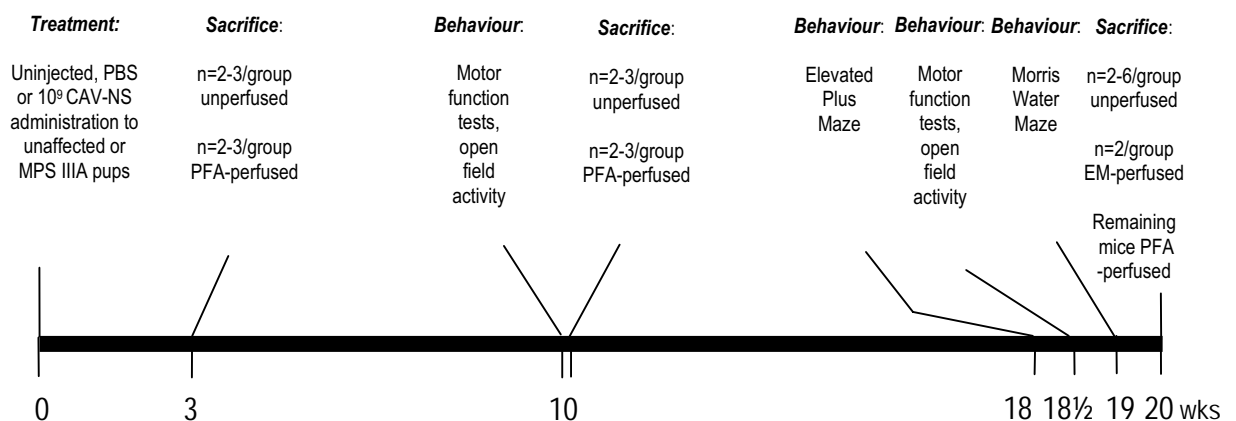 Treatment:
Uninjected, PBS
or 10⁹ CAV-NS
administration to
unaffected or
MPS IIIA pups
Sacrifice:
n=2-3/group
unperfused
n=2-3/group
PFA-perfused
Behaviour:
Motor
function
tests,
open
field
activity
Sacrifice:
n=2-3/group
unperfused
n=2-3/group
PFA-perfused
Behaviour:
Elevated
Plus
Maze
Behaviour:
Motor
function
tests,
open
field
activity
Behaviour:
Morris
Water
Maze
Sacrifice:
n=2-6/group
unperfused
n=2/group
EM-perfused
Remaining
mice PFA
-perfused
0 3 10 18 18½ 19 20 wks